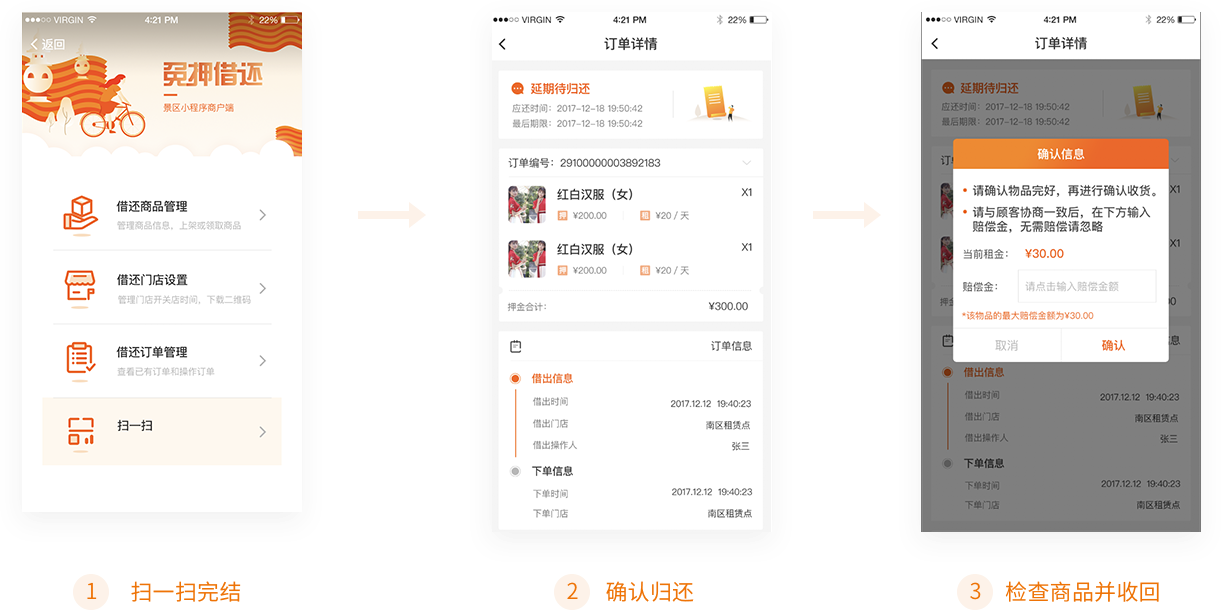 ●●●○○ VIRGIN 4:21 PM 22%
返回
免押借还
景区小程序商户端
借还商品管理
管理商品信息，上架或领取商品
借还门店设置
管理门店开关店时间，下载二维码
借还订单管理
查看已有订单和操作订单
扫一扫
1 扫一扫完结
●●●○○ VIRGIN 4:21 PM 22%
订单详情
延期待归还
应还时间：2017-12-18 19:50:42
最后期限：2017-12-18 19:50:42
订单编号：29100000003892183
红白汉服（女） X1
押 ¥200.00 租 ¥20 / 天
红白汉服（女） X1
押 ¥200.00 租 ¥20 / 天
押金合计： ¥300.00
订单信息
借出信息
借出时间 2017.12.12 19:40:23
借出门店 南区租赁点
借出操作人 张三
下单信息
下单时间 2017.12.12 19:40:23
下单门店 南区租赁点
2 确认归还
●●●○○ VIRGIN 4:21 PM 22%
订单详情
延期待归还
应还时间：2017-12-18 19:50:42
最后期限：2017-12-18 19:50:42
订
确认信息
• 请确认物品完好，再进行确认收货。
X1
• 请与顾客协商一致后，在下方输入
赔偿金，无需赔偿请忽略
X1
当前租金： ¥30.00
赔偿金： 请点击输入赔偿金额
押金
0
*该物品的最大赔偿金额为¥30.00
取消 确认
息
借出信息
借出时间 2017.12.12 19:40:23
借出门店 南区租赁点
借出操作人 张三
下单信息
下单时间 2017.12.12 19:40:23
下单门店 南区租赁点
3 检查商品并收回